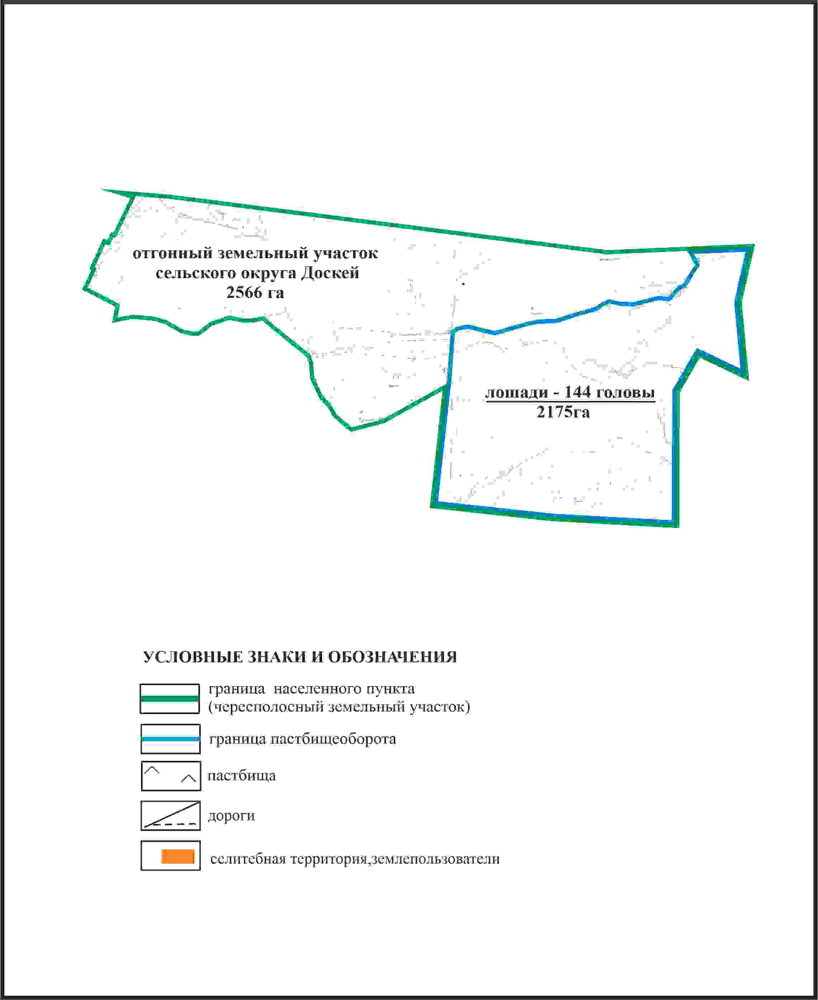 отгонный земельный участок
сельского округа Доскей
2566 га
лошади - 144 головы
2175га
УСЛОВНЫЕ ЗНАКИ И ОБОЗНАЧЕНИЯ
граница населенного пункта
(чересполосный земельный участок)
граница пастбищеоборота
пастбища
дороги
селитебная территория,землепользователи